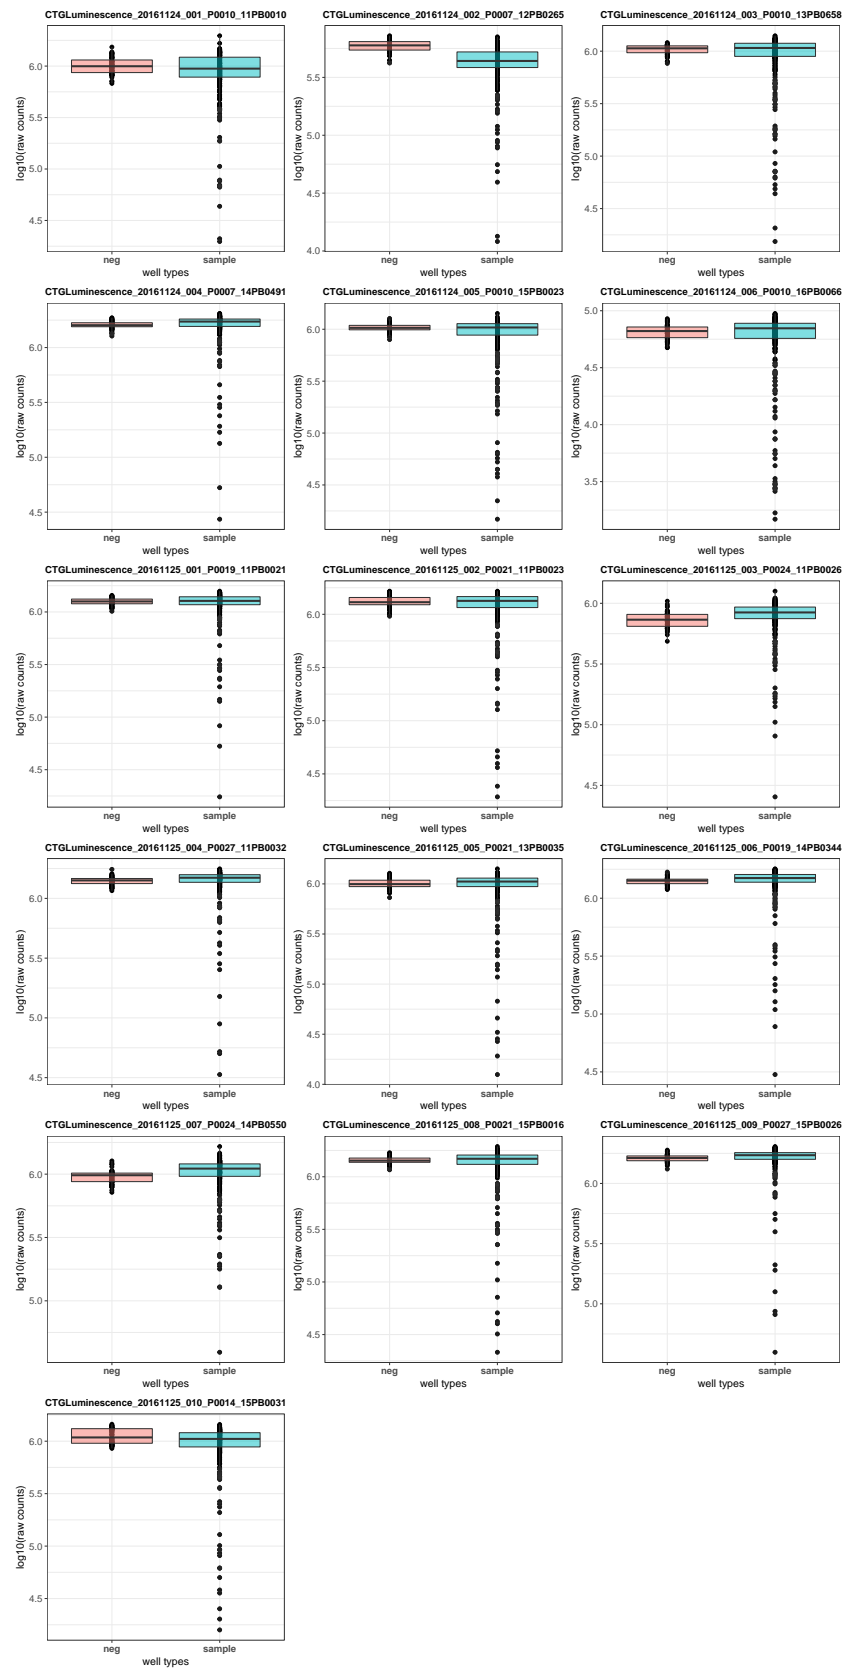 CTGLuminescence_20161124_001_P0010_11PB0010
log10(raw counts)
6.0
5.5
5.0
4.5
neg
sample
well types
CTGLuminescence_20161124_002_P0007_12PB0265
log10(raw counts)
5.5
5.0
4.5
4.0
neg
sample
well types
CTGLuminescence_20161124_003_P0010_13PB0658
log10(raw counts)
6.0
5.5
5.0
4.5
neg
sample
well types
CTGLuminescence_20161124_004_P0007_14PB0491
log10(raw counts)
6.0
5.5
5.0
4.5
neg
sample
well types
CTGLuminescence_20161124_005_P0010_15PB0023
log10(raw counts)
6.0
5.5
5.0
4.5
neg
sample
well types
CTGLuminescence_20161124_006_P0010_16PB0066
log10(raw counts)
5.0
4.5
4.0
3.5
neg
sample
well types
CTGLuminescence_20161125_001_P0019_11PB0021
log10(raw counts)
6.0
5.5
5.0
4.5
neg
sample
well types
CTGLuminescence_20161125_002_P0021_11PB0023
log10(raw counts)
6.0
5.5
5.0
4.5
neg
sample
well types
CTGLuminescence_20161125_003_P0024_11PB0026
log10(raw counts)
6.0
5.5
5.0
4.5
neg
sample
well types
CTGLuminescence_20161125_004_P0027_11PB0032
log10(raw counts)
6.0
5.5
5.0
4.5
neg
sample
well types
CTGLuminescence_20161125_005_P0021_13PB0035
log10(raw counts)
6.0
5.5
5.0
4.5
4.0
neg
sample
well types
CTGLuminescence_20161125_006_P0019_14PB0344
log10(raw counts)
6.0
5.5
5.0
4.5
neg
sample
well types
CTGLuminescence_20161125_007_P0024_14PB0550
log10(raw counts)
6.0
5.5
5.0
neg
sample
well types
CTGLuminescence_20161125_008_P0021_15PB0016
log10(raw counts)
6.0
5.5
5.0
4.5
neg
sample
well types
CTGLuminescence_20161125_009_P0027_15PB0026
log10(raw counts)
6.0
5.5
5.0
neg
sample
well types
CTGLuminescence_20161125_010_P0014_15PB0031
log10(raw counts)
6.0
5.5
5.0
4.5
neg
sample
well types